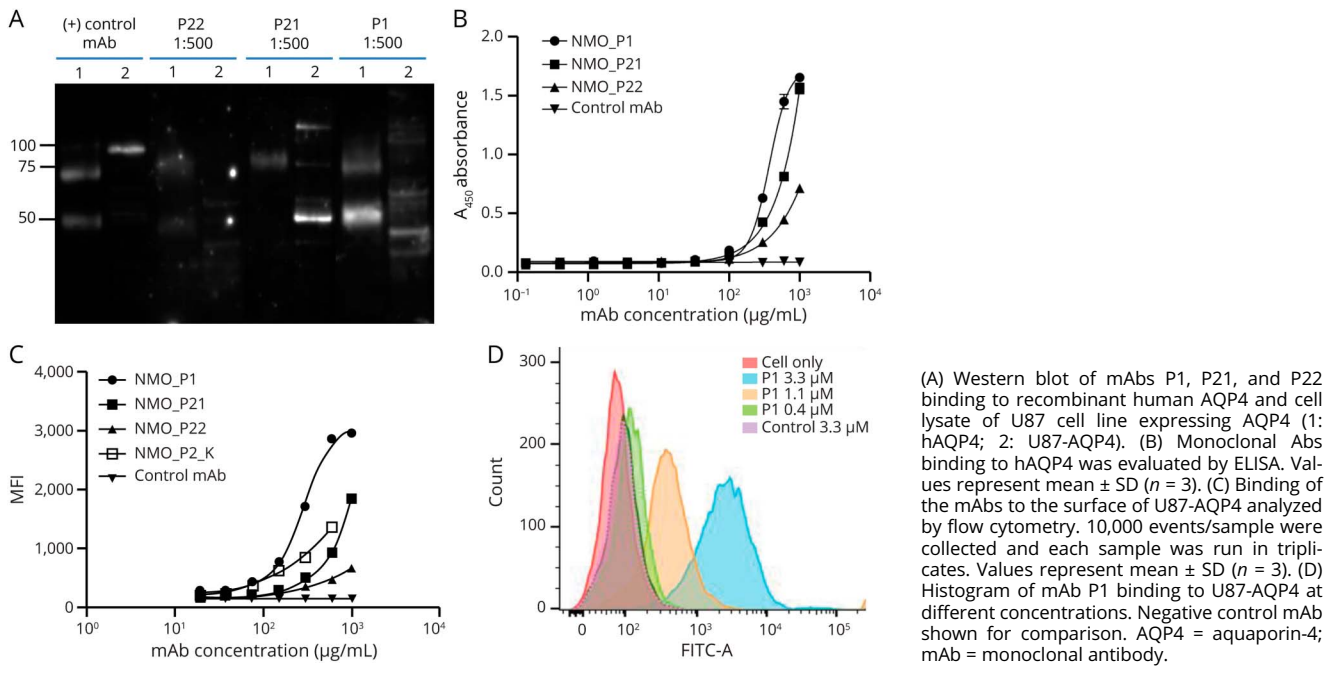 A
(+) control
mAb
P22
1:500
P21
1:500
P1
1:500
1 2 1 2 1 2 1 2
100
75
50
B
2.0
1.5
1.0
0.5
0.0
A450 absorbance
NMO_P1
NMO_P21
NMO_P22
Control mAb
10-1 100 101 102 103 104
mAb concentration (µg/mL)
C
4,000
3,000
2,000
1,000
0
MFI
NMO_P1
NMO_P21
NMO_P22
NMO_P2_K
Control mAb
100 101 102 103 104
mAb concentration (µg/mL)
D
300
200
100
0
Count
Cell only
P1 3.3 µM
P1 1.1 µM
P1 0.4 µM
Control 3.3 µM
0 102 103 104 105
FITC-A
(A) Western blot of mAbs P1, P21, and P22
binding to recombinant human AQP4 and cell
lysate of U87 cell line expressing AQP4 (1:
hAQP4; 2: U87-AQP4). (B) Monoclonal Abs
binding to hAQP4 was evaluated by ELISA. Val-
ues represent mean ± SD (n = 3). (C) Binding of
the mAbs to the surface of U87-AQP4 analyzed
by flow cytometry. 10,000 events/sample were
collected and each sample was run in tripli-
cates. Values represent mean ± SD (n = 3). (D)
Histogram of mAb P1 binding to U87-AQP4 at
different concentrations. Negative control mAb
shown for comparison. AQP4 = aquaporin-4;
mAb = monoclonal antibody.